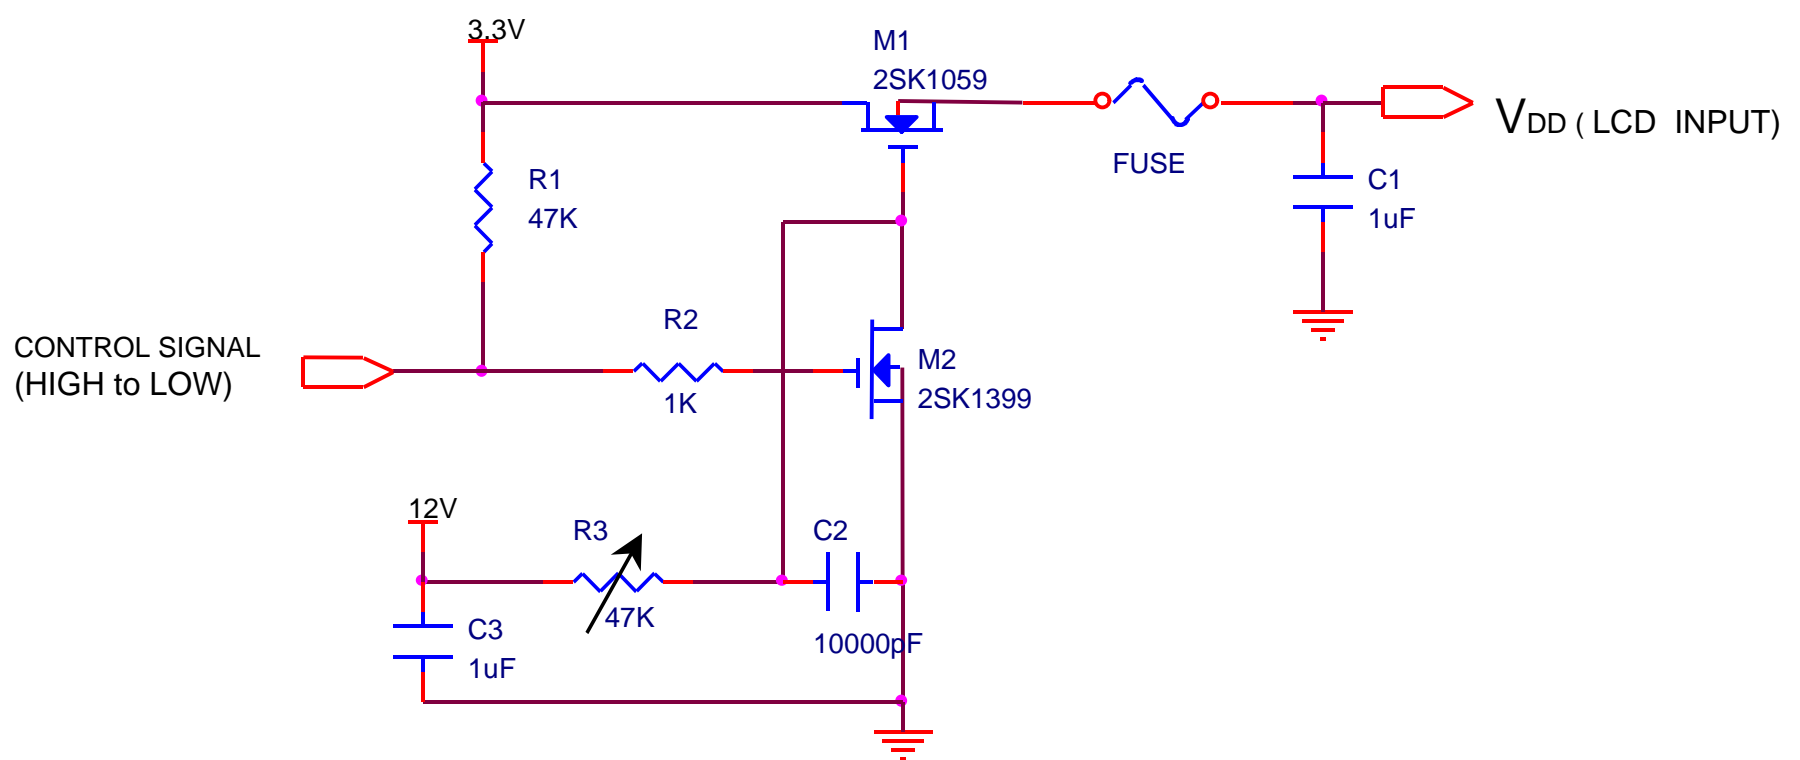 3.3V
M1
2SK1059
VDD ( LCD INPUT)
FUSE
R1
47K
C1
1uF
R2
1K
CONTROL SIGNAL
(HIGH to LOW)
M2
2SK1399
12V
R3
47K
C2
10000pF
C3
1uF